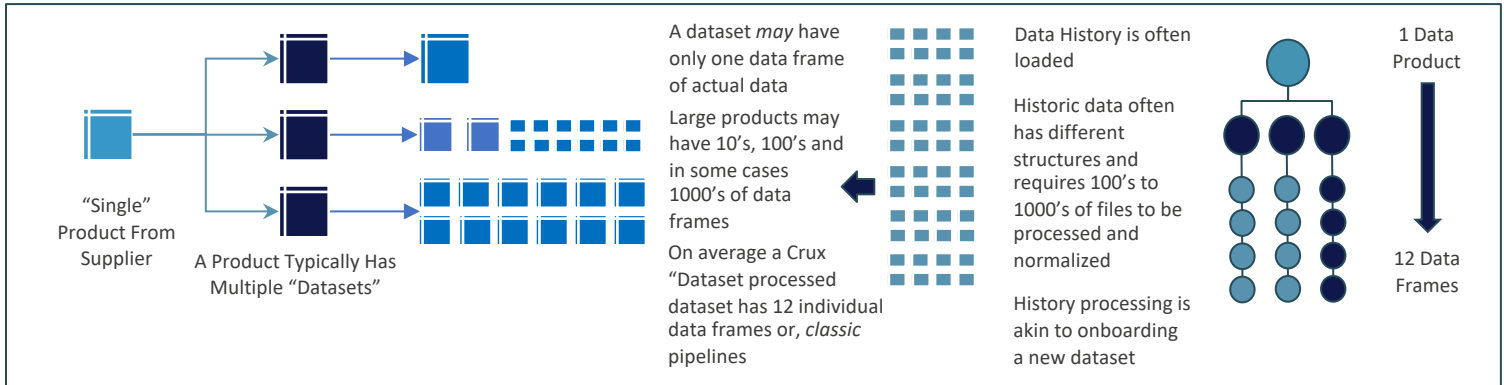 “Single”
Product From
Supplier
A Product Typically Has
Multiple “Datasets”
A dataset may have
only one data frame
of actual data
Large products may
have 10’s, 100’s and
in some cases
1000’s of data
frames
On average a Crux
“Dataset processed
dataset has 12 individual
data frames or, classic
pipelines
Data History is often
loaded
Historic data often
has different
structures and
requires 100’s to
1000’s of files to be
processed and
normalized
History processing is
akin to onboarding
a new dataset
1 Data
Product
12 Data
Frames